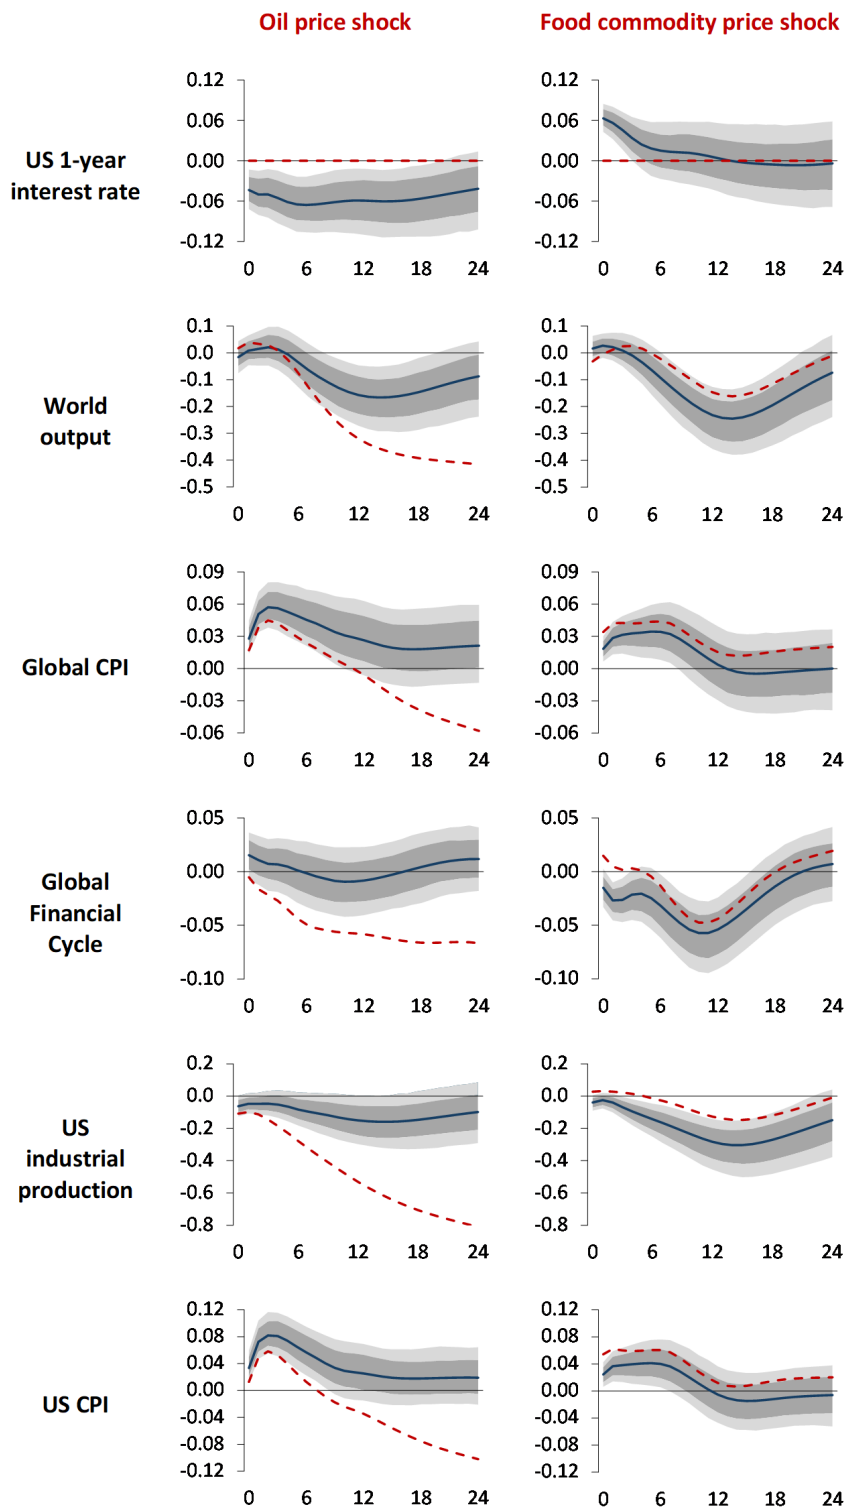 Oil price shock
Food commodity price shock
US 1-year
interest rate
0.12
0.06
0.00
-0.06
-0.12
0 6 12 18 24
0.12
0.06
0.00
-0.06
-0.12
0 6 12 18 24
World
output
0.1
0.0
-0.1
-0.2
-0.3
-0.4
-0.5
0 6 12 18 24
0.1
0.0
-0.1
-0.2
-0.3
-0.4
-0.5
0 6 12 18 24
Global CPI
0.09
0.06
0.03
0.00
-0.03
-0.06
0 6 12 18 24
0.09
0.06
0.03
0.00
-0.03
-0.06
0 6 12 18 24
Global
Financial
Cycle
0.05
0.00
-0.05
-0.10
0 6 12 18 24
0.05
0.00
-0.05
-0.10
0 6 12 18 24
US
industrial
production
0.2
0.0
-0.2
-0.4
-0.6
-0.8
0 6 12 18 24
0.2
0.0
-0.2
-0.4
-0.6
-0.8
0 6 12 18 24
US CPI
0.12
0.08
0.04
0.00
-0.04
-0.08
-0.12
0 6 12 18 24
0.12
0.08
0.04
0.00
-0.04
-0.08
-0.12
0 6 12 18 24